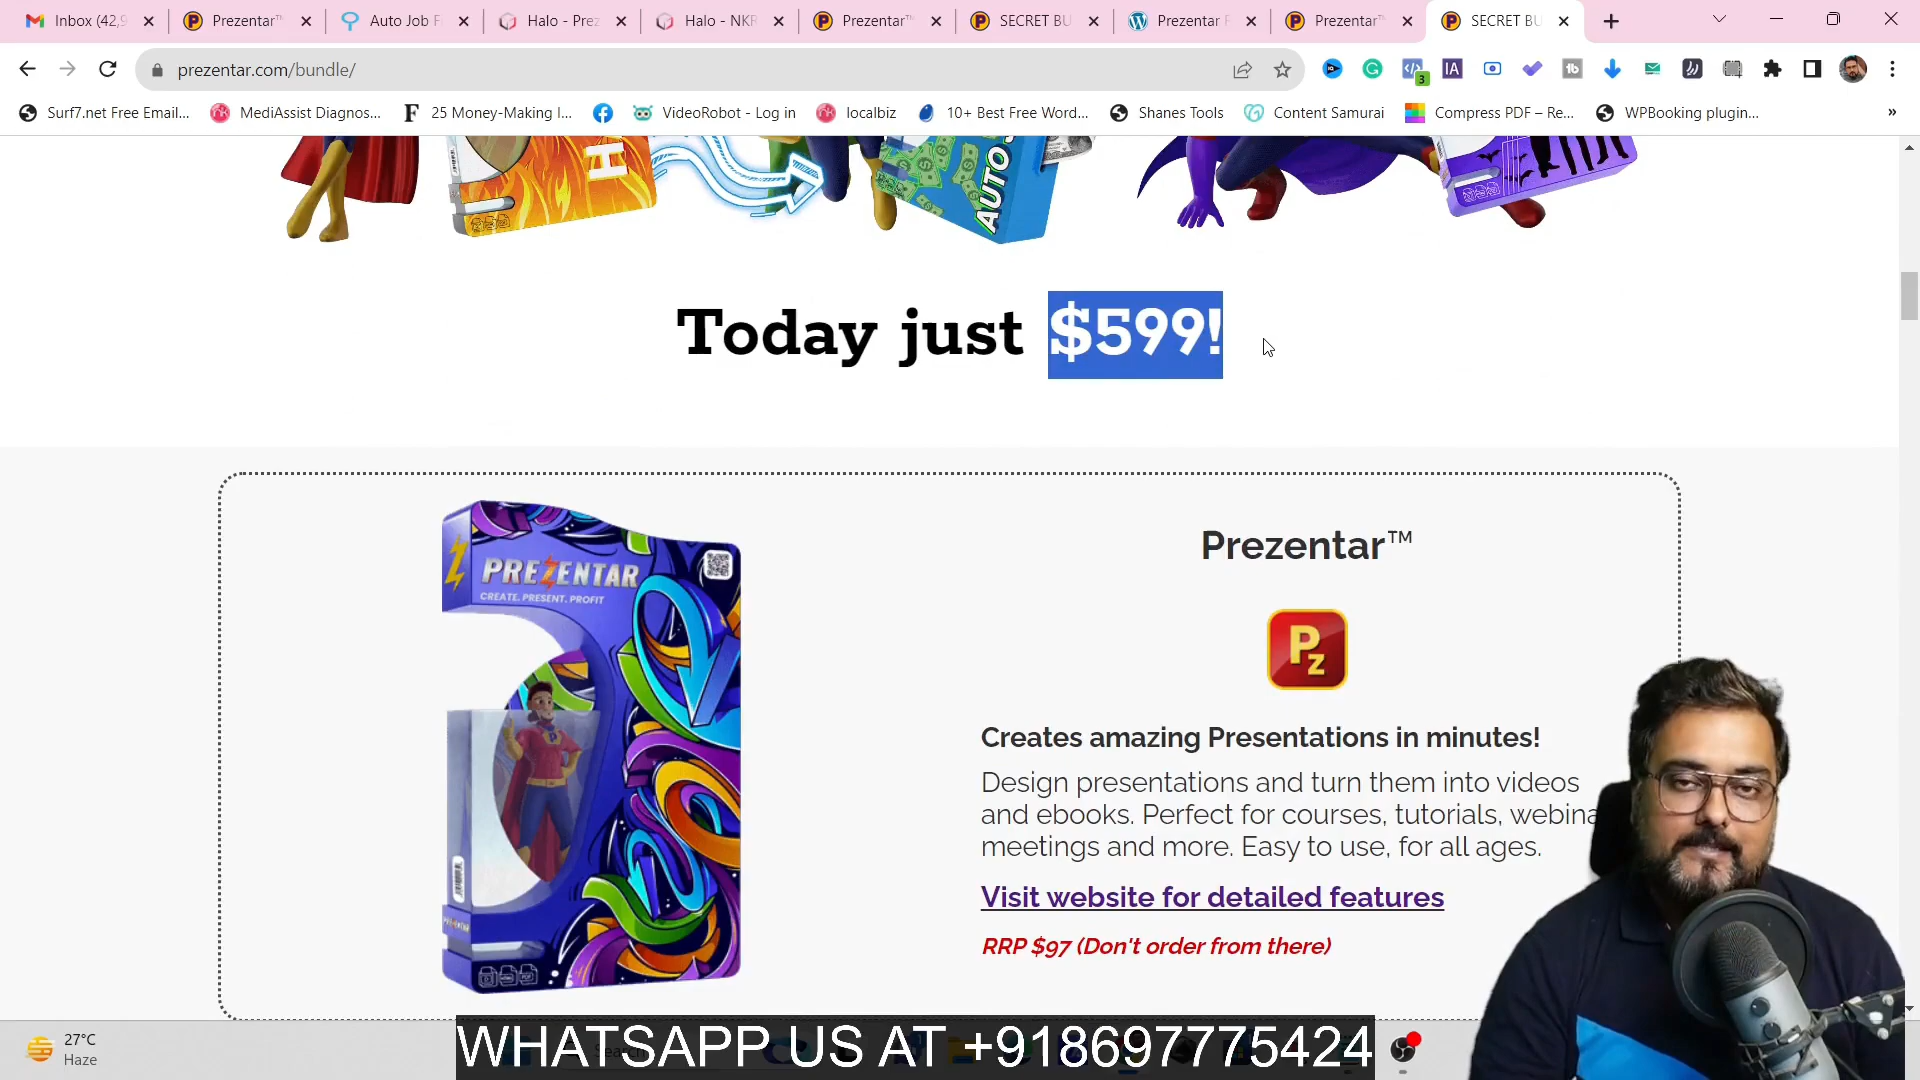 Inbox (42,9
Prezentar™
Auto Job F
Halo - Prez
Halo - NKR
Prezentar™
SECRET BU
Prezentar
Prezentar™
SECRET BU
prezentar.com/bundle/
3
IA
Surf7.net Free Email...
MediAssist Diagnos...
25 Money-Making I...
VideoRobot - Log in
localbiz
10+ Best Free Word...
Shanes Tools
Content Samurai
Compress PDF – Re...
WPBooking plugin...
»
AUTO
Today just $599!
PREZENTAR
CREATE. PRESENT. PROFIT
Prezentar™
Pz
Creates amazing Presentations in minutes!
Design presentations and turn them into videos
and ebooks. Perfect for courses, tutorials, webina
meetings and more. Easy to use, for all ages.
Visit website for detailed features
RRP $97 (Don't order from there)
27°C
Haze
WHATSAPP US AT +918697775424